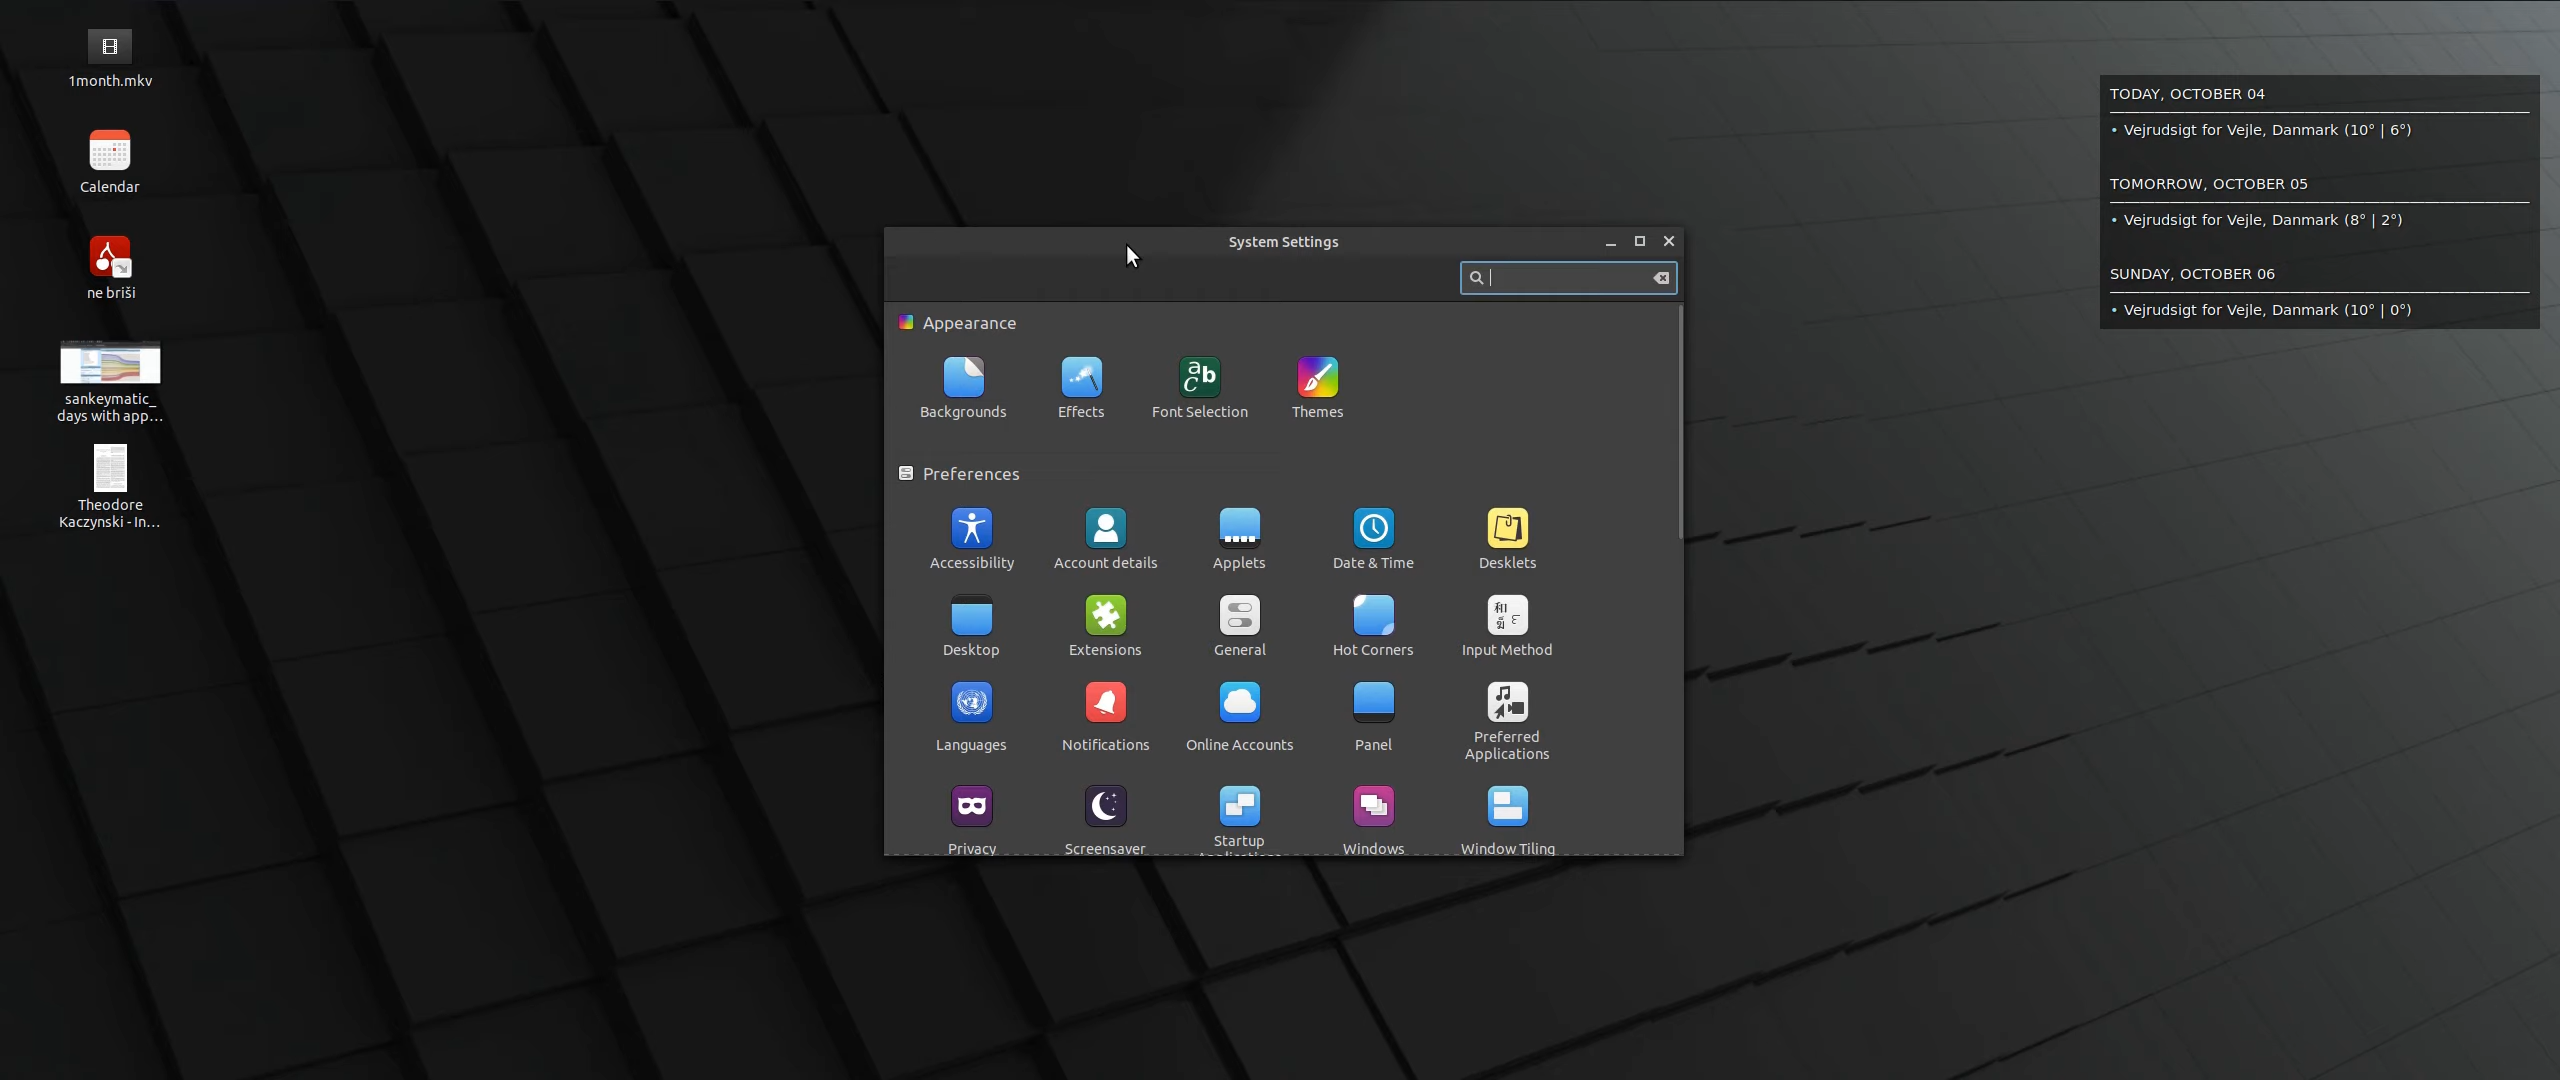 1month.mkv
Calendar
ne briši
sankeymatic_
days with app...
Theodore
Kaczynski - In...
System Settings
Appearance
Backgrounds
Effects
Font Selection
Themes
Preferences
Accessibility
Account details
Applets
Date & Time
Desklets
Desktop
Extensions
General
Hot Corners
Input Method
Languages
Notifications
Online Accounts
Panel
Preferred
Applications
Privacy
Screensaver
Startup
Applications
Windows
Window Tiling
TODAY, OCTOBER 04
• Vejrudsigt for Vejle, Danmark (10° | 6°)
TOMORROW, OCTOBER 05
• Vejrudsigt for Vejle, Danmark (8° | 2°)
SUNDAY, OCTOBER 06
• Vejrudsigt for Vejle, Danmark (10° | 0°)